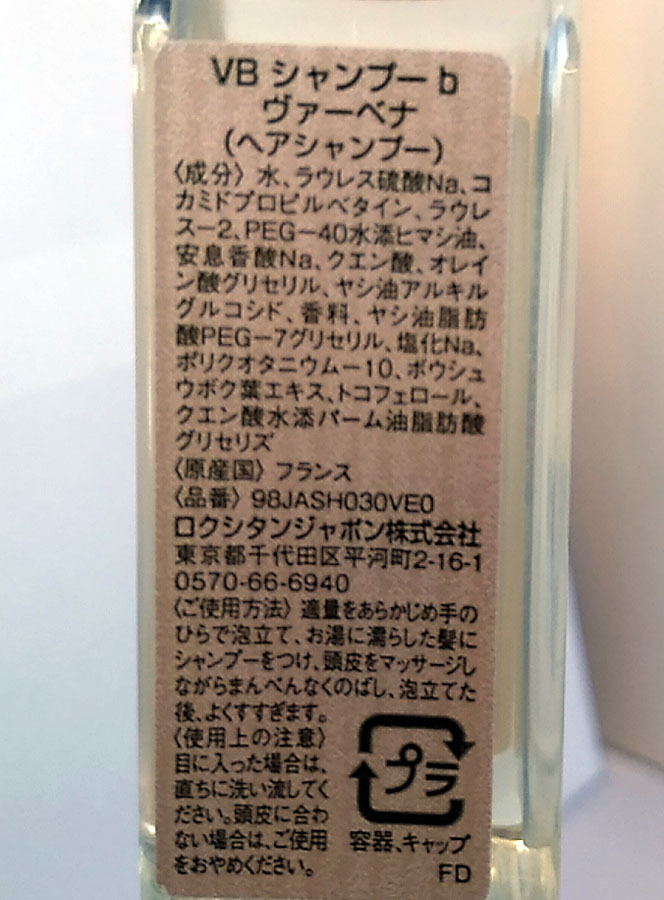 VB シャンプー b
ヴァーベナ
(ヘアシャンプー)
〈成分〉水、ラウレス硫酸Na、コ
カミドプロピルベタイン、ラウレ
ス−2、PEG−40水添ヒマシ油、
安息香酸Na、クエン酸、オレイ
ン酸グリセリル、ヤシ油アルキル
グルコシド、香料、ヤシ油脂肪
酸PEG−7グリセリル、塩化Na、
ポリクオタニウム−10、ボウシュ
ウボク葉エキス、トコフェロール、
クエン酸水添パーム油脂肪酸
グリセリズ
〈原産国〉フランス
〈品番〉98JASH030VE0
ロクシタンジャポン株式会社
東京都千代田区平河町2-16-1
0570-66-6940
〈ご使用方法〉適量をあらかじめ手の
ひらで泡立て、お湯に濡らした髪に
シャンプーをつけ、頭皮をマッサージし
ながらまんべんなくのばし、泡立てた
後、よくすすぎます。
〈使用上の注意〉
目に入った場合は、
直ちに洗い流してく
ださい。頭皮に合わ
ない場合は、ご使用
をおやめください。
プラ
容器、キャップ
FD